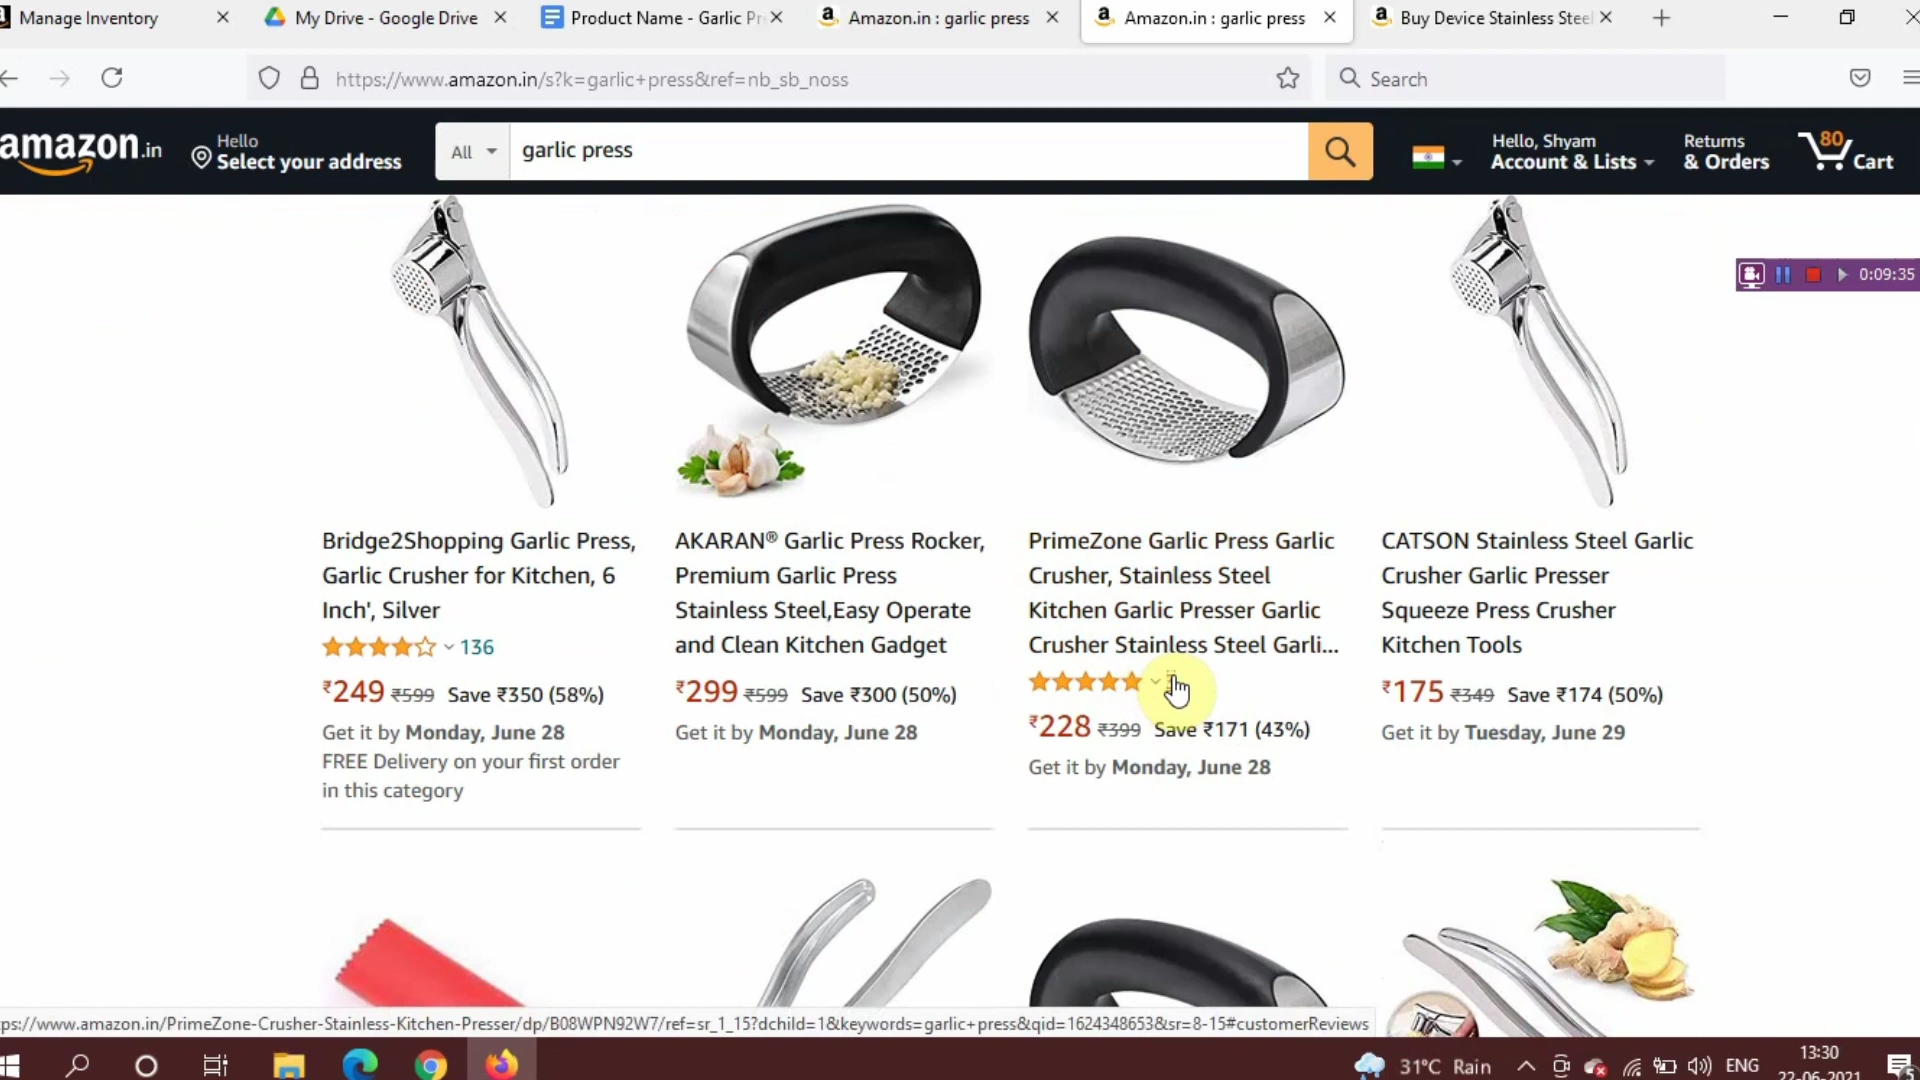 Manage Inventory
My Drive - Google Drive
Product Name - Garlic Pr
Amazon.in : garlic press
Amazon.in : garlic press
Buy Device Stainless Steel
https://www.amazon.in/s?k=garlic+press&ref=nb_sb_noss
Search
amazon.in
Hello
Select your address
All
garlic press
Hello, Shyam
Account & Lists
Returns
& Orders
80
Cart
0:09:35
Bridge2Shopping Garlic Press,
Garlic Crusher for Kitchen, 6
Inch', Silver
136
₹249 ₹599 Save ₹350 (58%)
Get it by Monday, June 28
FREE Delivery on your first order
in this category
AKARAN® Garlic Press Rocker,
Premium Garlic Press
Stainless Steel,Easy Operate
and Clean Kitchen Gadget
₹299 ₹599 Save ₹300 (50%)
Get it by Monday, June 28
PrimeZone Garlic Press Garlic
Crusher, Stainless Steel
Kitchen Garlic Presser Garlic
Crusher Stainless Steel Garli...
₹228 ₹399 Save ₹171 (43%)
Get it by Monday, June 28
CATSON Stainless Steel Garlic
Crusher Garlic Presser
Squeeze Press Crusher
Kitchen Tools
₹175 ₹349 Save ₹174 (50%)
Get it by Tuesday, June 29
ps://www.amazon.in/PrimeZone-Crusher-Stainless-Kitchen-Presser/dp/B08WPN92W7/ref=sr_1_15?dchild=1&keywords=garlic+press&qid=1624348653&sr=8-15#customerReviews
31°C Rain
ENG
13:30
22-06-2021
5